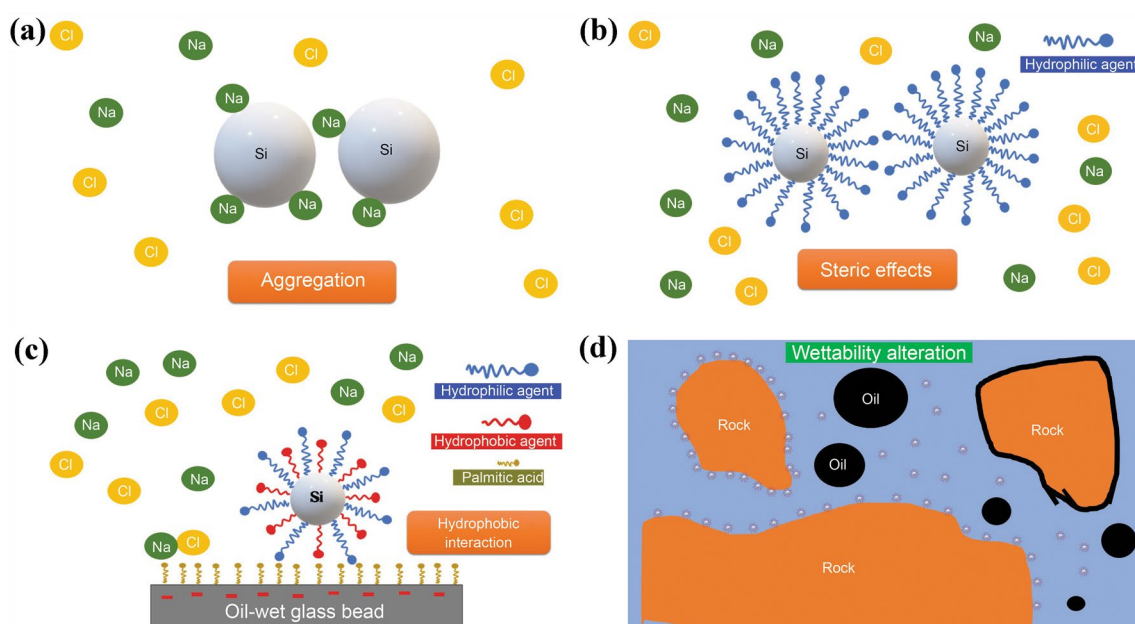 (a)
Cl
Na
Cl
Cl
Na
Na
Na
Si
Si
Cl
Na
Na
Na
Cl
Cl
Cl
Aggregation
(b)
Cl
Na
Cl
Na
Hydrophilic agent
Na
Cl
Si
Si
Na
Na
Cl
Cl
Na
Cl
Steric effects
Na
Cl
(c)
Na
Na
Cl
Na
Na
Cl
Cl
Cl
Na
Cl
Cl
Na
Na
Cl
Si
Hydrophilic agent
Hydrophobic agent
Palmitic acid
Hydrophobic
interaction
Oil-wet glass bead
(d)
Wettability alteration
Oil
Rock
Rock
Oil
Rock